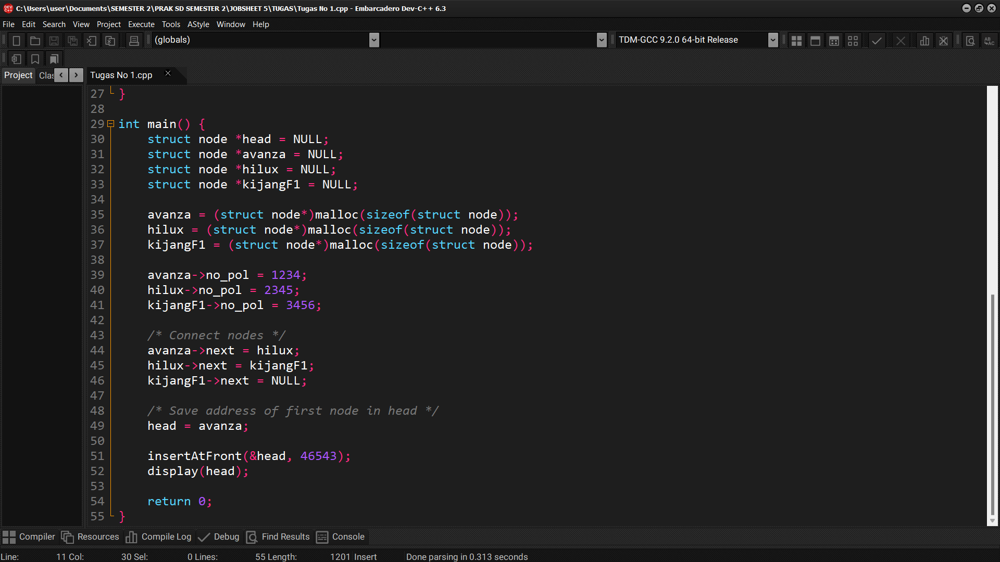 C:\Users\user\Documents\SEMESTER 2\PRAK SD SEMESTER 2\JOBSHEET 5\TUGAS\Tugas No 1.cpp - Embarcadero Dev-C++ 6.3
File Edit Search View Project Execute Tools AStyle Window Help
(globals) TDM-GCC 9.2.0 64-bit Release
Project Clas Tugas No 1.cpp
27 }
28
29 int main() {
30 struct node *head = NULL;
31 struct node *avanza = NULL;
32 struct node *hilux = NULL;
33 struct node *kijangF1 = NULL;
34
35 avanza = (struct node*)malloc(sizeof(struct node));
36 hilux = (struct node*)malloc(sizeof(struct node));
37 kijangF1 = (struct node*)malloc(sizeof(struct node));
38
39 avanza->no_pol = 1234;
40 hilux->no_pol = 2345;
41 kijangF1->no_pol = 3456;
42
43 /* Connect nodes */
44 avanza->next = hilux;
45 hilux->next = kijangF1;
46 kijangF1->next = NULL;
47
48 /* Save address of first node in head */
49 head = avanza;
50
51 insertAtFront(&head, 46543);
52 display(head);
53
54 return 0;
55 }
Compiler Resources Compile Log Debug Find Results Console
Line: 11 Col: 30 Sel: 0 Lines: 55 Length: 1201 Insert Done parsing in 0.313 seconds